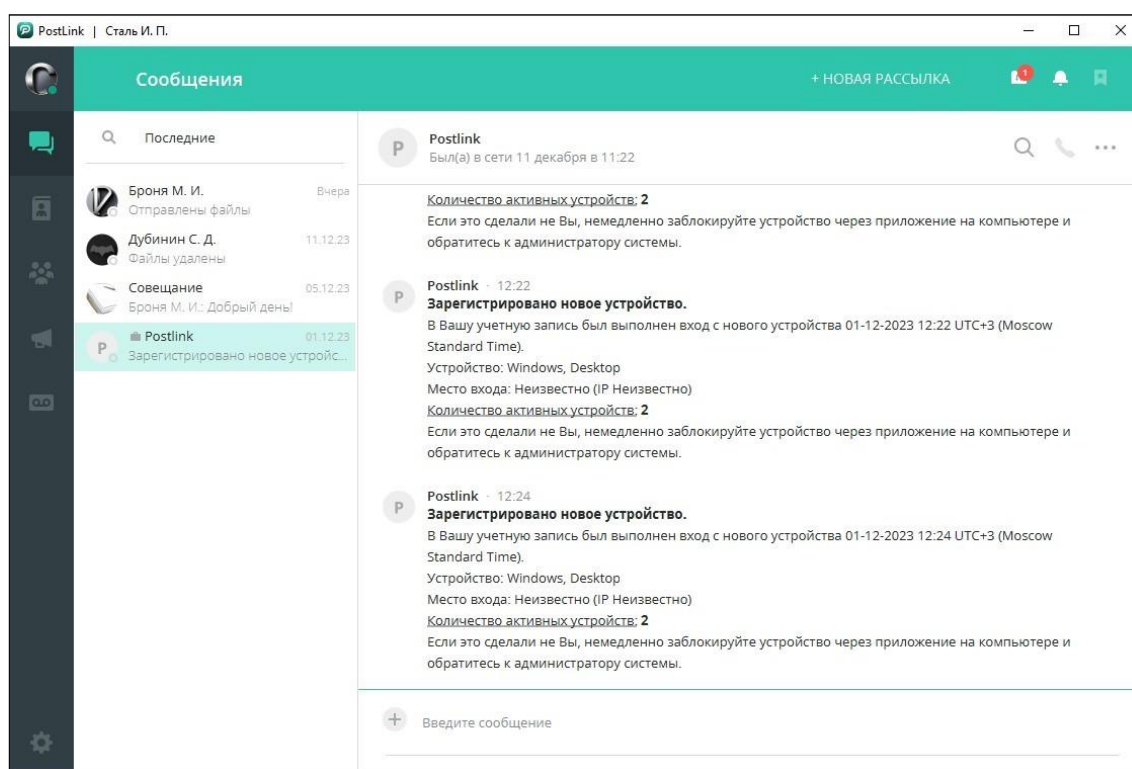 PostLink | Сталь И. П.
Сообщения
+ НОВАЯ РАССЫЛКА
1
Последние
Броня М. И.
Вчера
Отправлены файлы
Дубинин С. Д.
11.12.23
Файлы удалены
Совещание
05.12.23
Броня М. И.: Добрый день!
P
Postlink
01.12.23
Зарегистрировано новое устройс...
P
Postlink
Был(а) в сети 11 декабря в 11:22
Количество активных устройств: 2
Если это сделали не Вы, немедленно заблокируйте устройство через приложение на компьютере и
обратитесь к администратору системы.
P
Postlink · 12:22
Зарегистрировано новое устройство.
В Вашу учетную запись был выполнен вход с нового устройства 01-12-2023 12:22 UTC+3 (Moscow
Standard Time).
Устройство: Windows, Desktop
Место входа: Неизвестно (IP Неизвестно)
Количество активных устройств: 2
Если это сделали не Вы, немедленно заблокируйте устройство через приложение на компьютере и
обратитесь к администратору системы.
P
Postlink · 12:24
Зарегистрировано новое устройство.
В Вашу учетную запись был выполнен вход с нового устройства 01-12-2023 12:24 UTC+3 (Moscow
Standard Time).
Устройство: Windows, Desktop
Место входа: Неизвестно (IP Неизвестно)
Количество активных устройств: 2
Если это сделали не Вы, немедленно заблокируйте устройство через приложение на компьютере и
обратитесь к администратору системы.
Введите сообщение